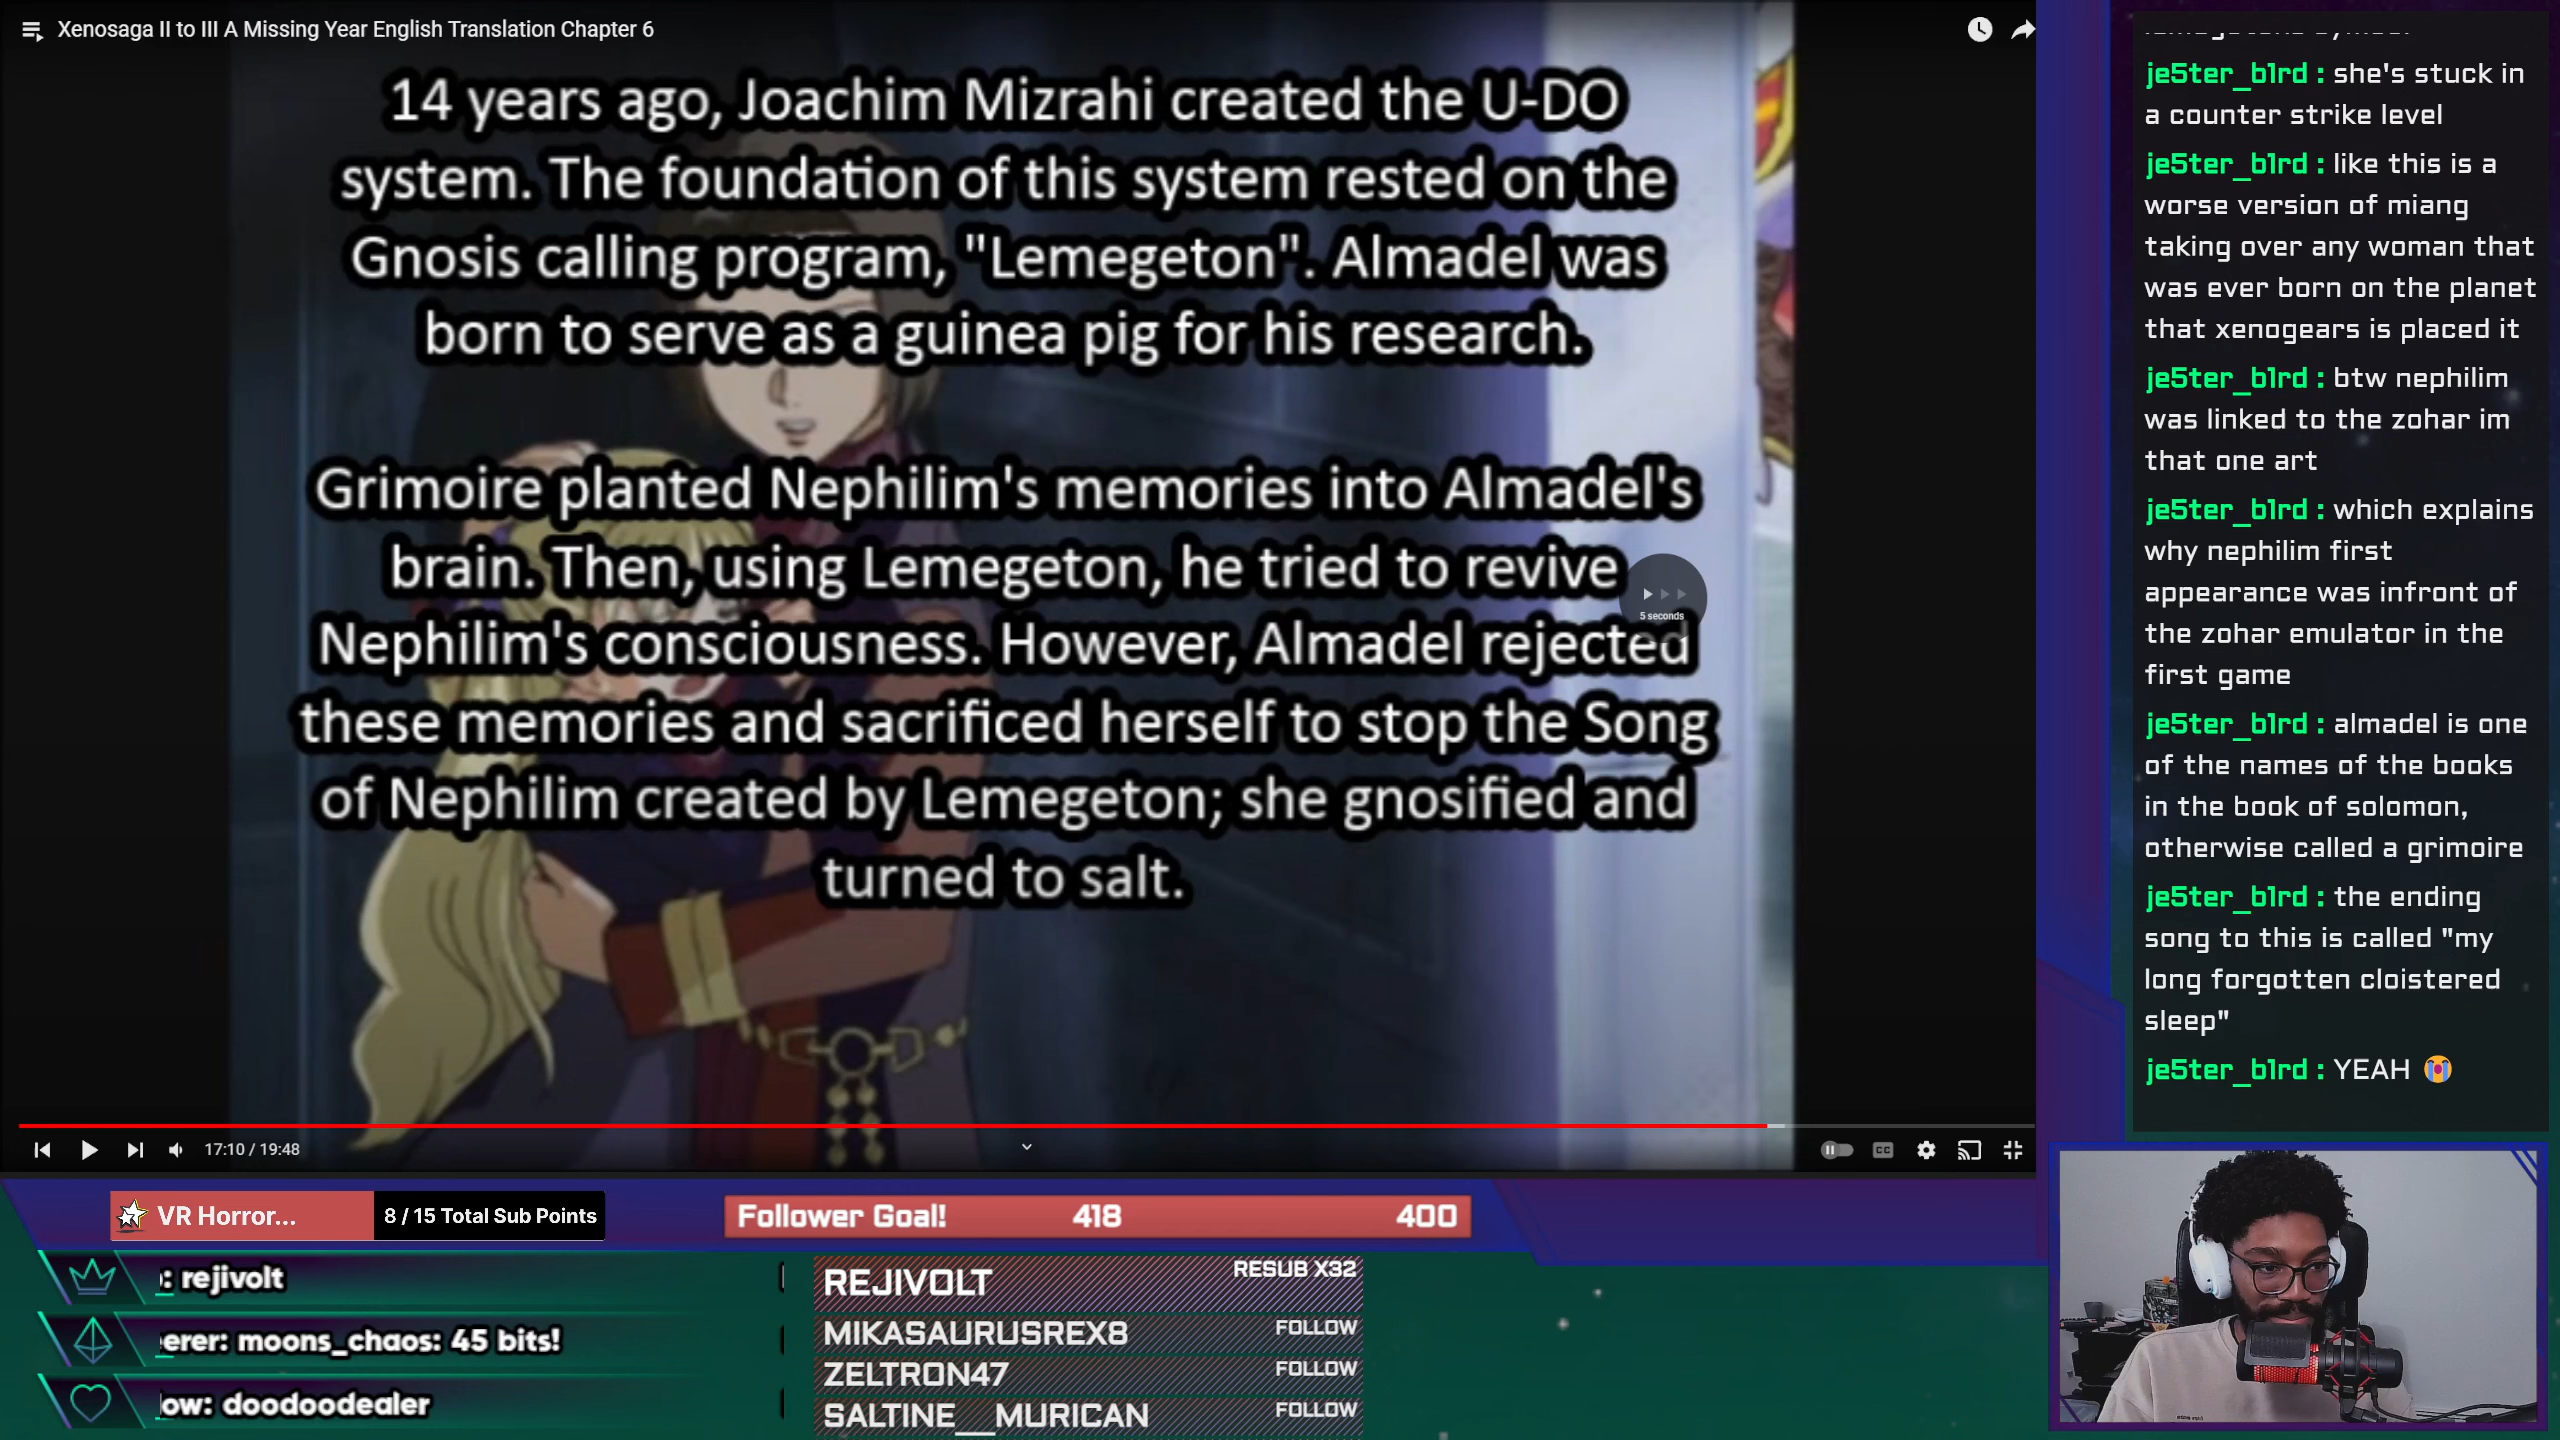 Xenosaga II to III A Missing Year English Translation Chapter 6
14 years ago, Joachim Mizrahi created the U-DO
system. The foundation of this system rested on the
Gnosis calling program, "Lemegeton". Almadel was
born to serve as a guinea pig for his research.
Grimoire planted Nephilim's memories into Almadel's
brain. Then, using Lemegeton, he tried to revive
Nephilim's consciousness. However, Almadel rejected
these memories and sacrificed herself to stop the Song
of Nephilim created by Lemegeton; she gnosified and
turned to salt.
5 seconds
17:10 / 19:48
CC
je5ter_b1rd : she's stuck in
a counter strike level
je5ter_b1rd : like this is a
worse version of miang
taking over any woman that
was ever born on the planet
that xenogears is placed it
je5ter_b1rd : btw nephilim
was linked to the zohar im
that one art
je5ter_b1rd : which explains
why nephilim first
appearance was infront of
the zohar emulator in the
first game
je5ter_b1rd : almadel is one
of the names of the books
in the book of solomon,
otherwise called a grimoire
je5ter_b1rd : the ending
song to this is called "my
long forgotten cloistered
sleep"
je5ter_b1rd : YEAH 😭
VR Horror... 8 / 15 Total Sub Points
Follower Goal! 418 400
: rejivolt
erer: moons_chaos: 45 bits!
ow: doodoodealer
REJIVOLT RESUB X32
MIKASAURUSREX8 FOLLOW
ZELTRON47 FOLLOW
SALTINE__MURICAN FOLLOW